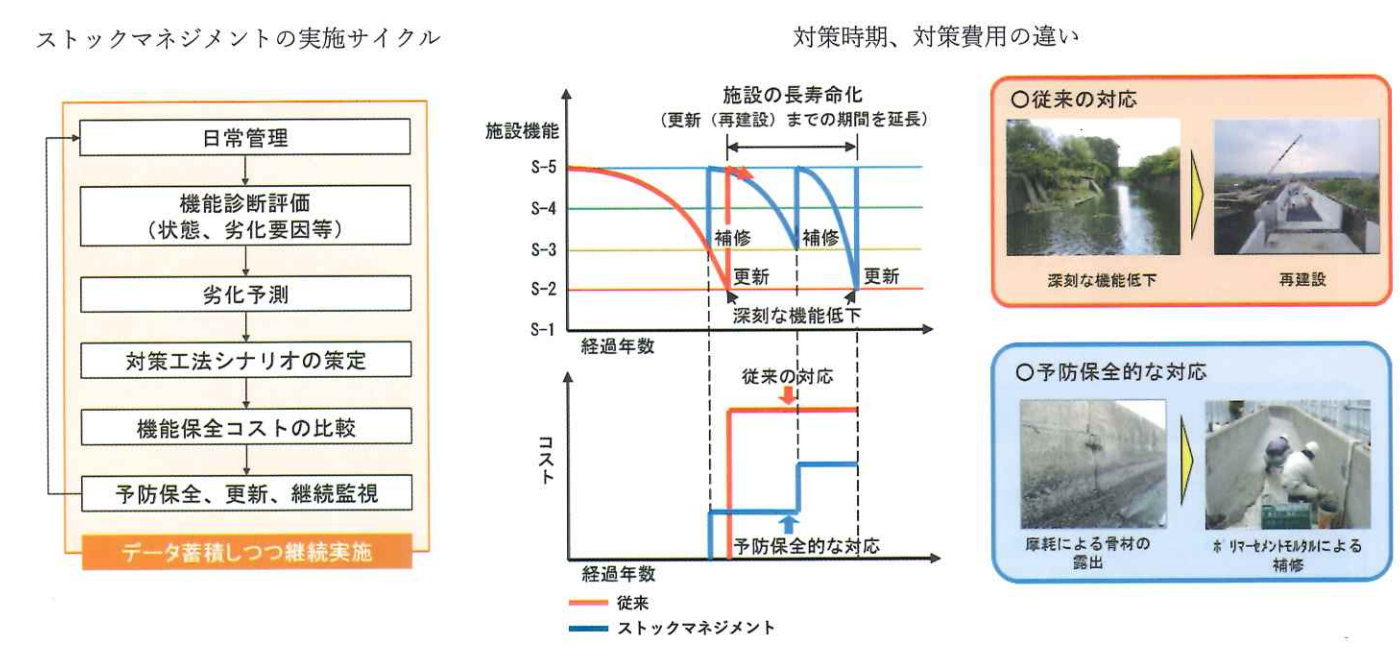 ストックマネジメントの実施サイクル
日常管理
機能診断評価
(状態、劣化要因等)
劣化予測
対策工法シナリオの策定
機能保全コストの比較
予防保全、更新、継続監視
データ蓄積しつつ継続実施
対策時期、対策費用の違い
施設の長寿命化
(更新(再建設)までの期間を延長)
施設機能
S-5
S-4
S-3
S-2
S-1
補修
補修
更新
更新
深刻な機能低下
経過年数
従来の対応
コスト
予防保全的な対応
経過年数
従来
ストックマネジメント
〇従来の対応
深刻な機能低下
再建設
〇予防保全的な対応
摩耗による骨材の
露出
ポリマーセメントモルタルによる
補修